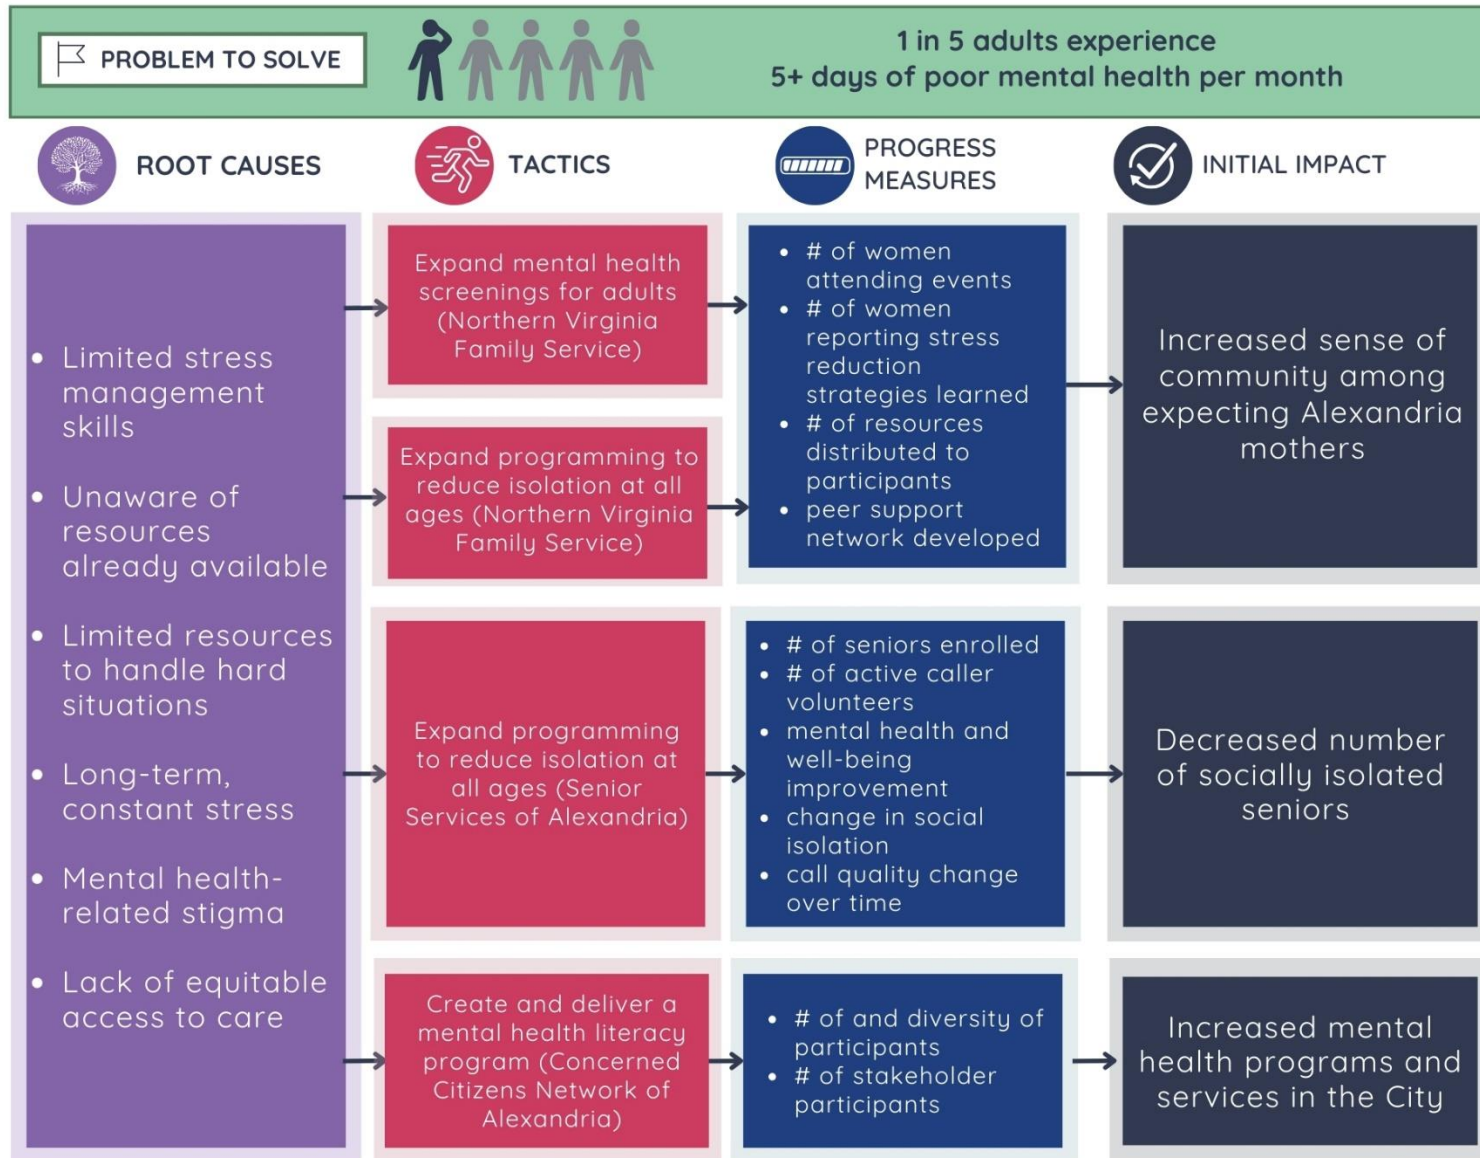 PROBLEM TO SOLVE
1 in 5 adults experience
5+ days of poor mental health per month
ROOT CAUSES
TACTICS
PROGRESS
MEASURES
INITIAL IMPACT
• Limited stress
management
skills
• Unaware of
resources
already available
• Limited resources
to handle hard
situations
• Long-term,
constant stress
• Mental health-
related stigma
• Lack of equitable
access to care
Expand mental health
screenings for adults
(Northern Virginia
Family Service)
Expand programming to
reduce isolation at all
ages (Northern Virginia
Family Service)
• # of women
attending events
• # of women
reporting stress
reduction
strategies learned
• # of resources
distributed to
participants
• peer support
network developed
Increased sense of
community among
expecting Alexandria
mothers
Expand programming
to reduce isolation at
all ages (Senior
Services of Alexandria)
• # of seniors enrolled
• # of active caller
volunteers
• mental health and
well-being
improvement
• change in social
isolation
• call quality change
over time
Decreased number
of socially isolated
seniors
Create and deliver a
mental health literacy
program (Concerned
Citizens Network of
Alexandria)
• # of and diversity of
participants
• # of stakeholder
participants
Increased mental
health programs and
services in the City